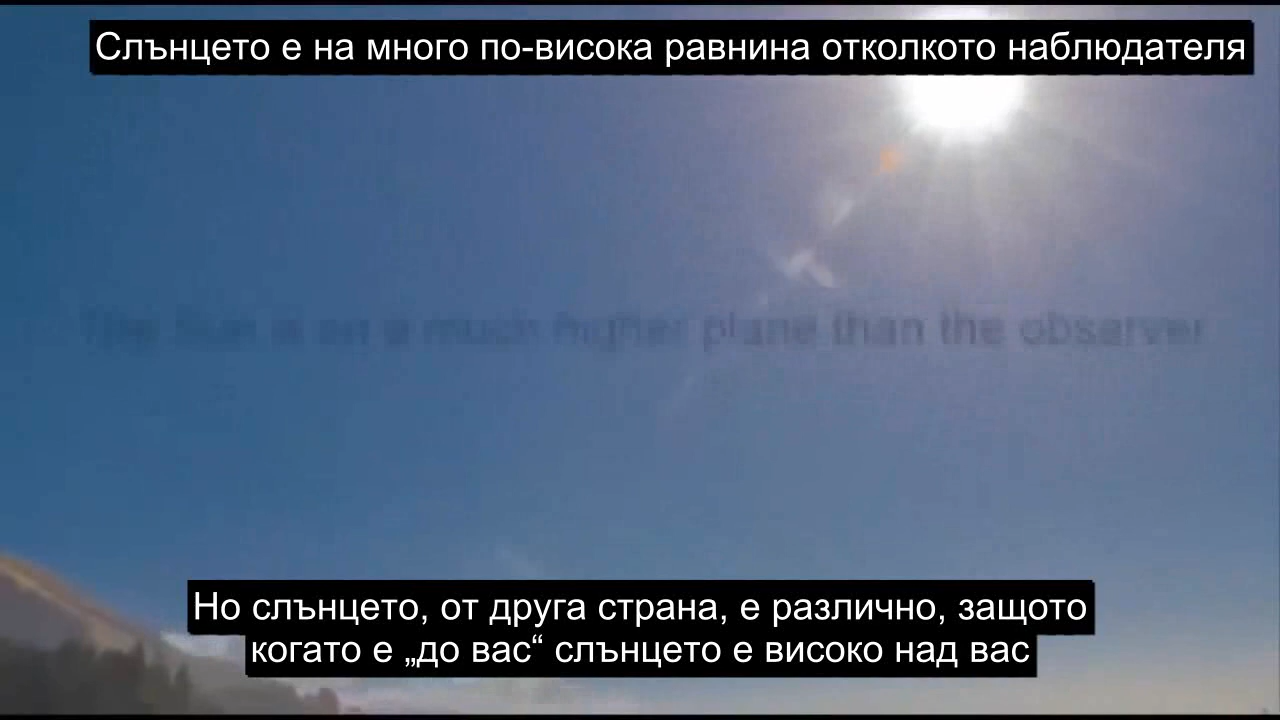 Слънцето е на много по-висока равнина отколкото наблюдателя
The Sun is on a much higher plane than the observer
Но слънцето, от друга страна, е различно, защото
когато е „до вас“ слънцето е високо над вас